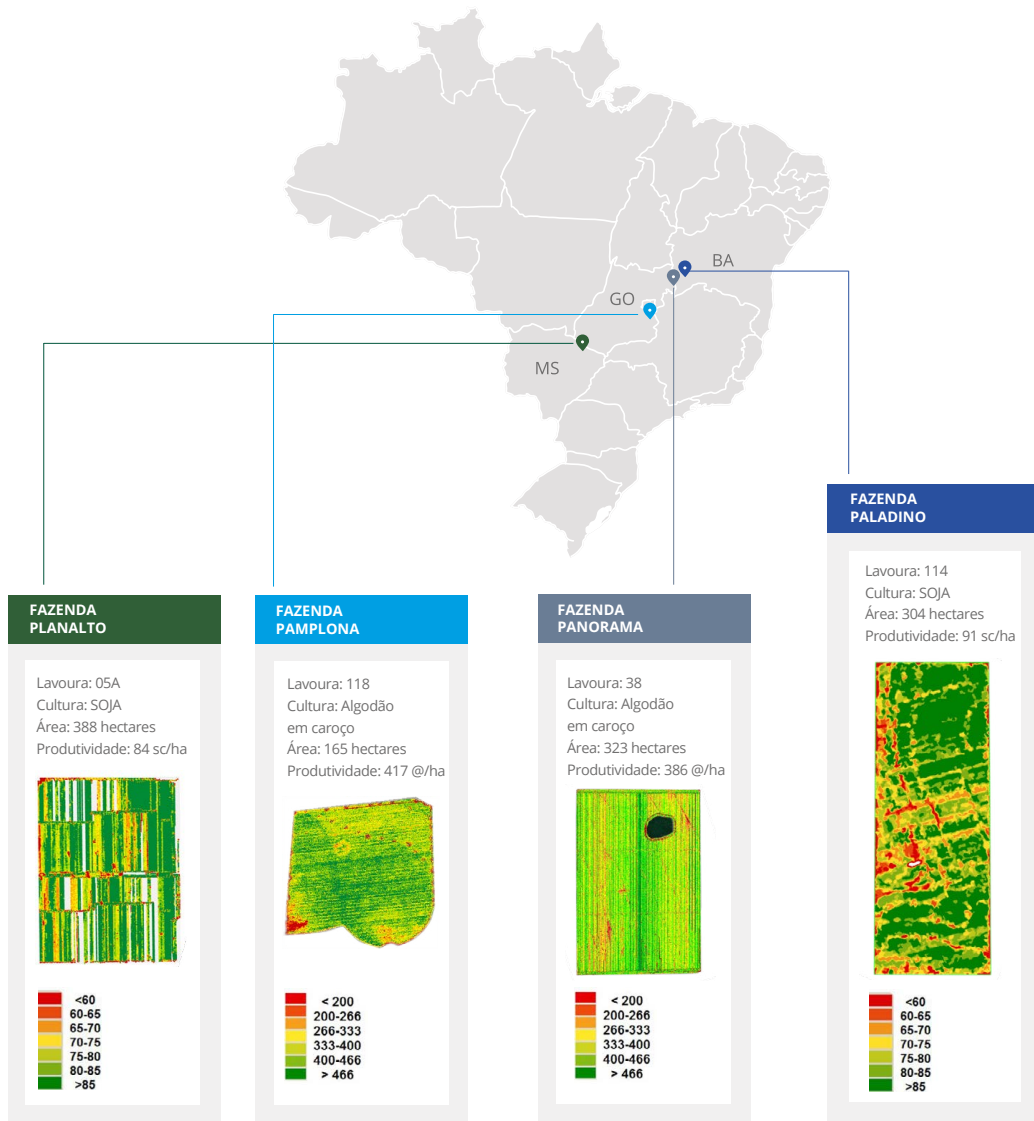 BA
GO
MS
FAZENDA
PLANALTO
Lavoura: 05A
Cultura: SOJA
Área: 388 hectares
Produtividade: 84 sc/ha
<60
60-65
65-70
70-75
75-80
80-85
>85
FAZENDA
PAMPLONA
Lavoura: 118
Cultura: Algodão
em caroço
Área: 165 hectares
Produtividade: 417 @/ha
< 200
200-266
266-333
333-400
400-466
> 466
FAZENDA
PANORAMA
Lavoura: 38
Cultura: Algodão
em caroço
Área: 323 hectares
Produtividade: 386 @/ha
< 200
200-266
266-333
333-400
400-466
> 466
FAZENDA
PALADINO
Lavoura: 114
Cultura: SOJA
Área: 304 hectares
Produtividade: 91 sc/ha
<60
60-65
65-70
70-75
75-80
80-85
>85